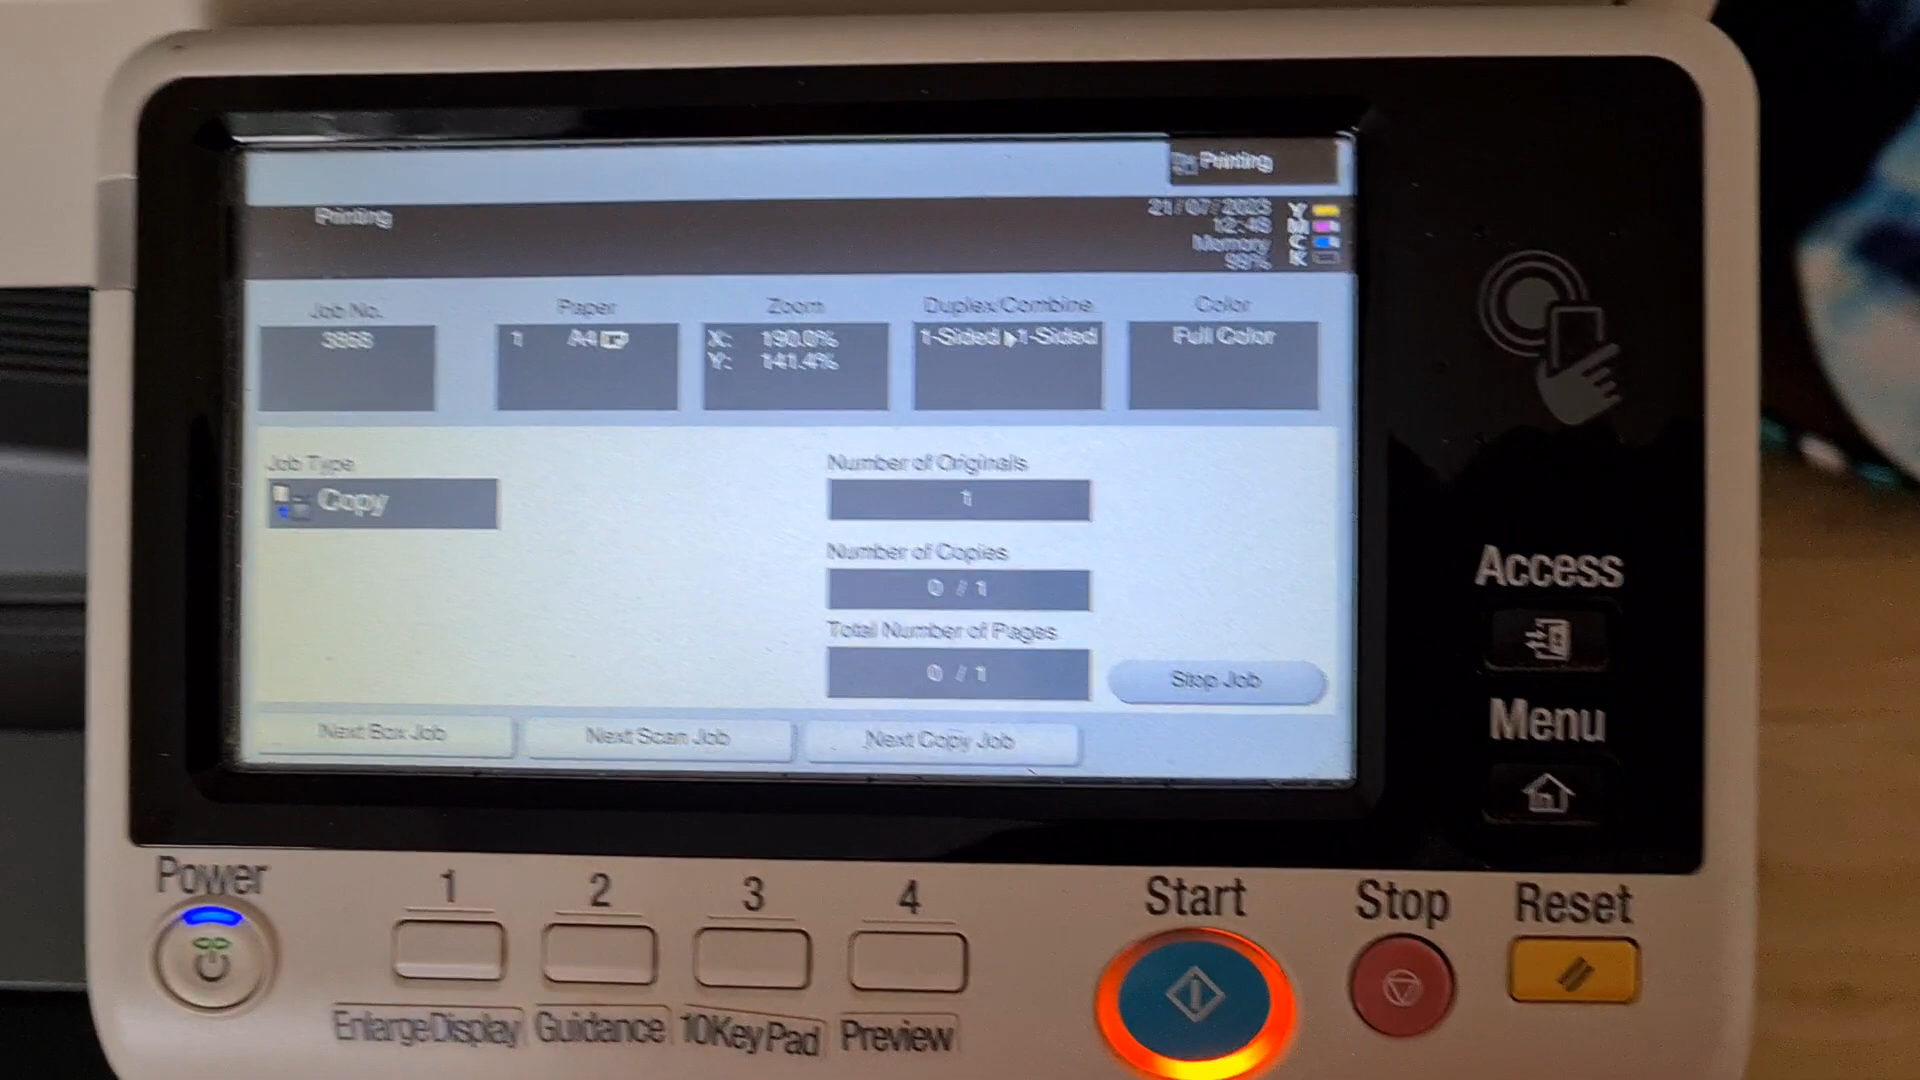 Printing
Printing
21/07/2023
12:48
Memory
99%
Y
M
C
K
Job No.
3868
Paper
1 A4
Zoom
X: 190.0%
Y: 141.4%
Duplex/Combine
1-Sided ▶ 1-Sided
Color
Full Color
Job Type
Copy
Number of Originals
1
Number of Copies
0 / 1
Total Number of Pages
0 / 1
Stop Job
Next Box Job
Next Scan Job
Next Copy Job
Access
Menu
Power
1
2
3
4
Start
Stop
Reset
Enlarge Display
Guidance
10 Key Pad
Preview